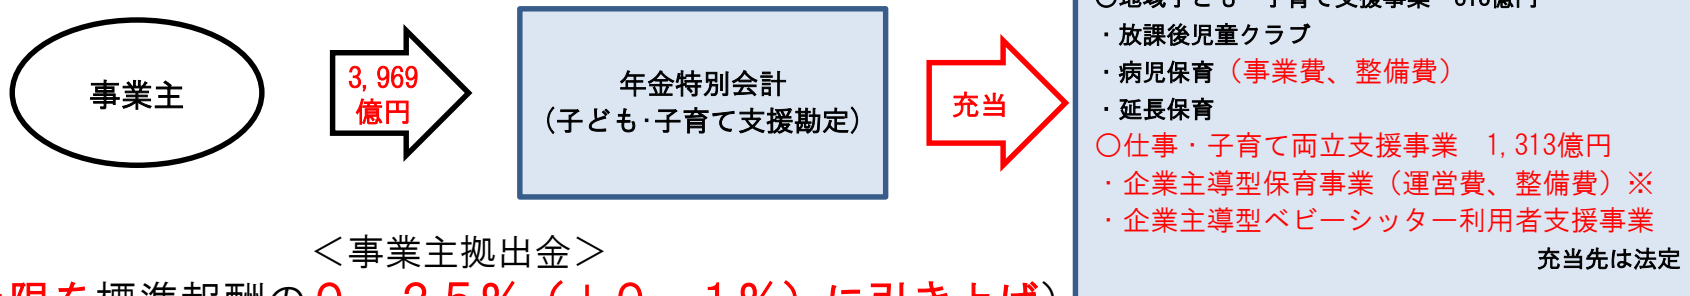 事業主
3,969
億円
年金特別会計
(子ども・子育て支援勘定)
充当
・放課後児童クラブ
・病児保育（事業費、整備費）
・延長保育
〇仕事・子育て両立支援事業　1,313億円
・企業主導型保育事業（運営費、整備費）※
・企業主導型ベビーシッター利用者支援事業
充当先は法定
＜事業主拠出金＞